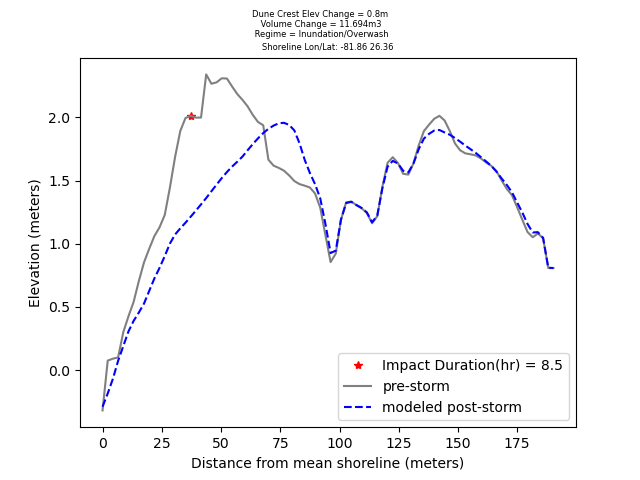 Dune Crest Elev Change = 0.8m
Volume Change = 11.694m3
Regime = Inundation/Overwash
Shoreline Lon/Lat: -81.86 26.36
Elevation (meters)
2.0
1.5
1.0
0.5
0.0
Impact Duration(hr) = 8.5
pre-storm
modeled post-storm
0 25 50 75 100 125 150 175
Distance from mean shoreline (meters)